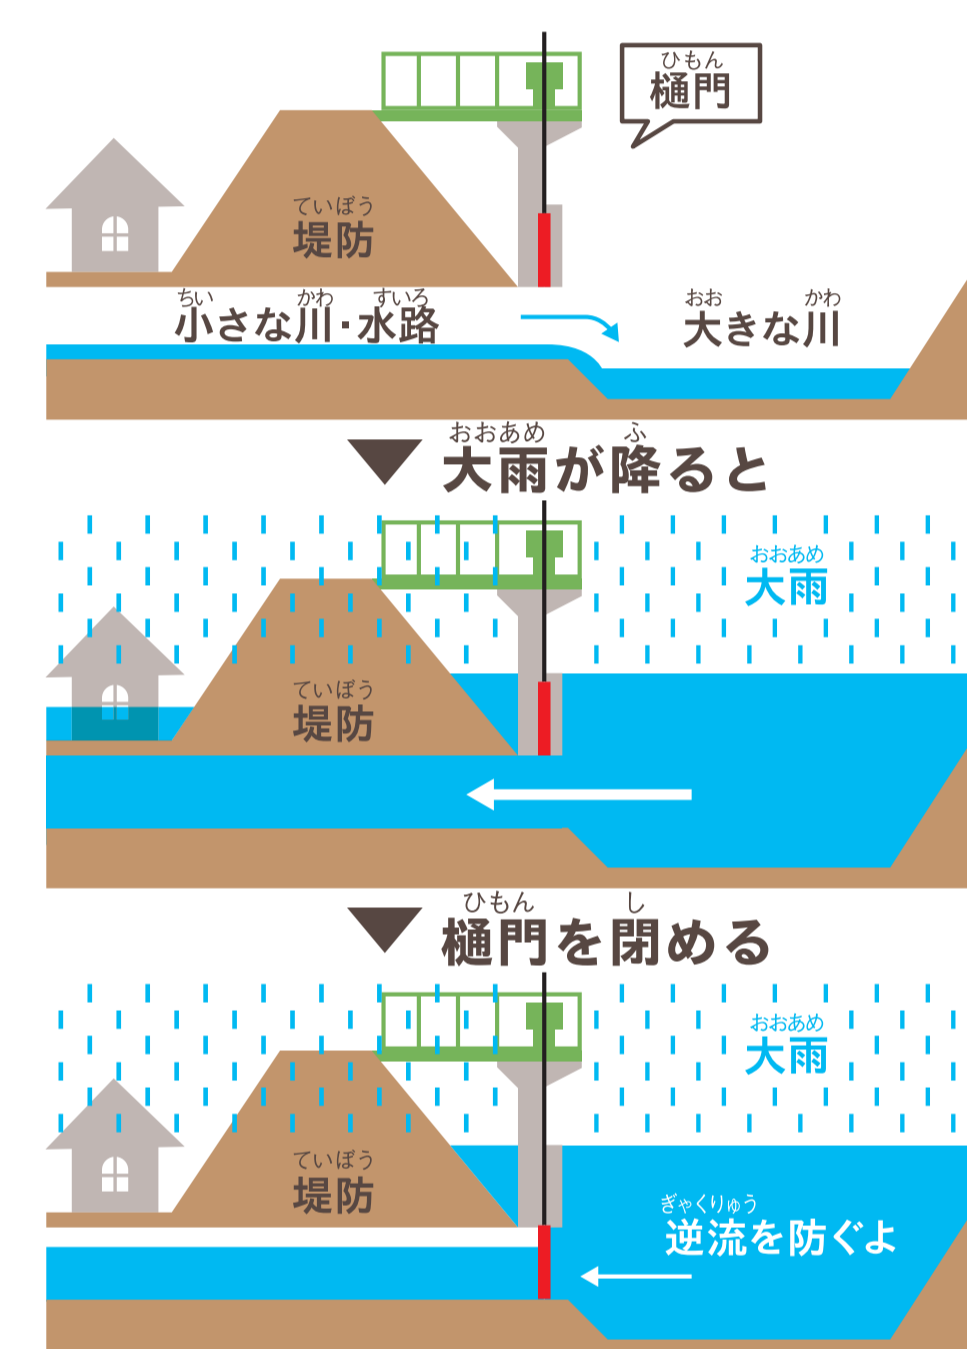 ひもん
樋門
ていぼう
堤防
ちい かわ すいろ
小さな川・水路
おお かわ
大きな川
おおあめ ふ
大雨が降ると
おおあめ
大雨
ていぼう
堤防
ひもん し
樋門を閉める
おおあめ
大雨
ていぼう
堤防
ぎゃくりゅう
逆流を防ぐよ